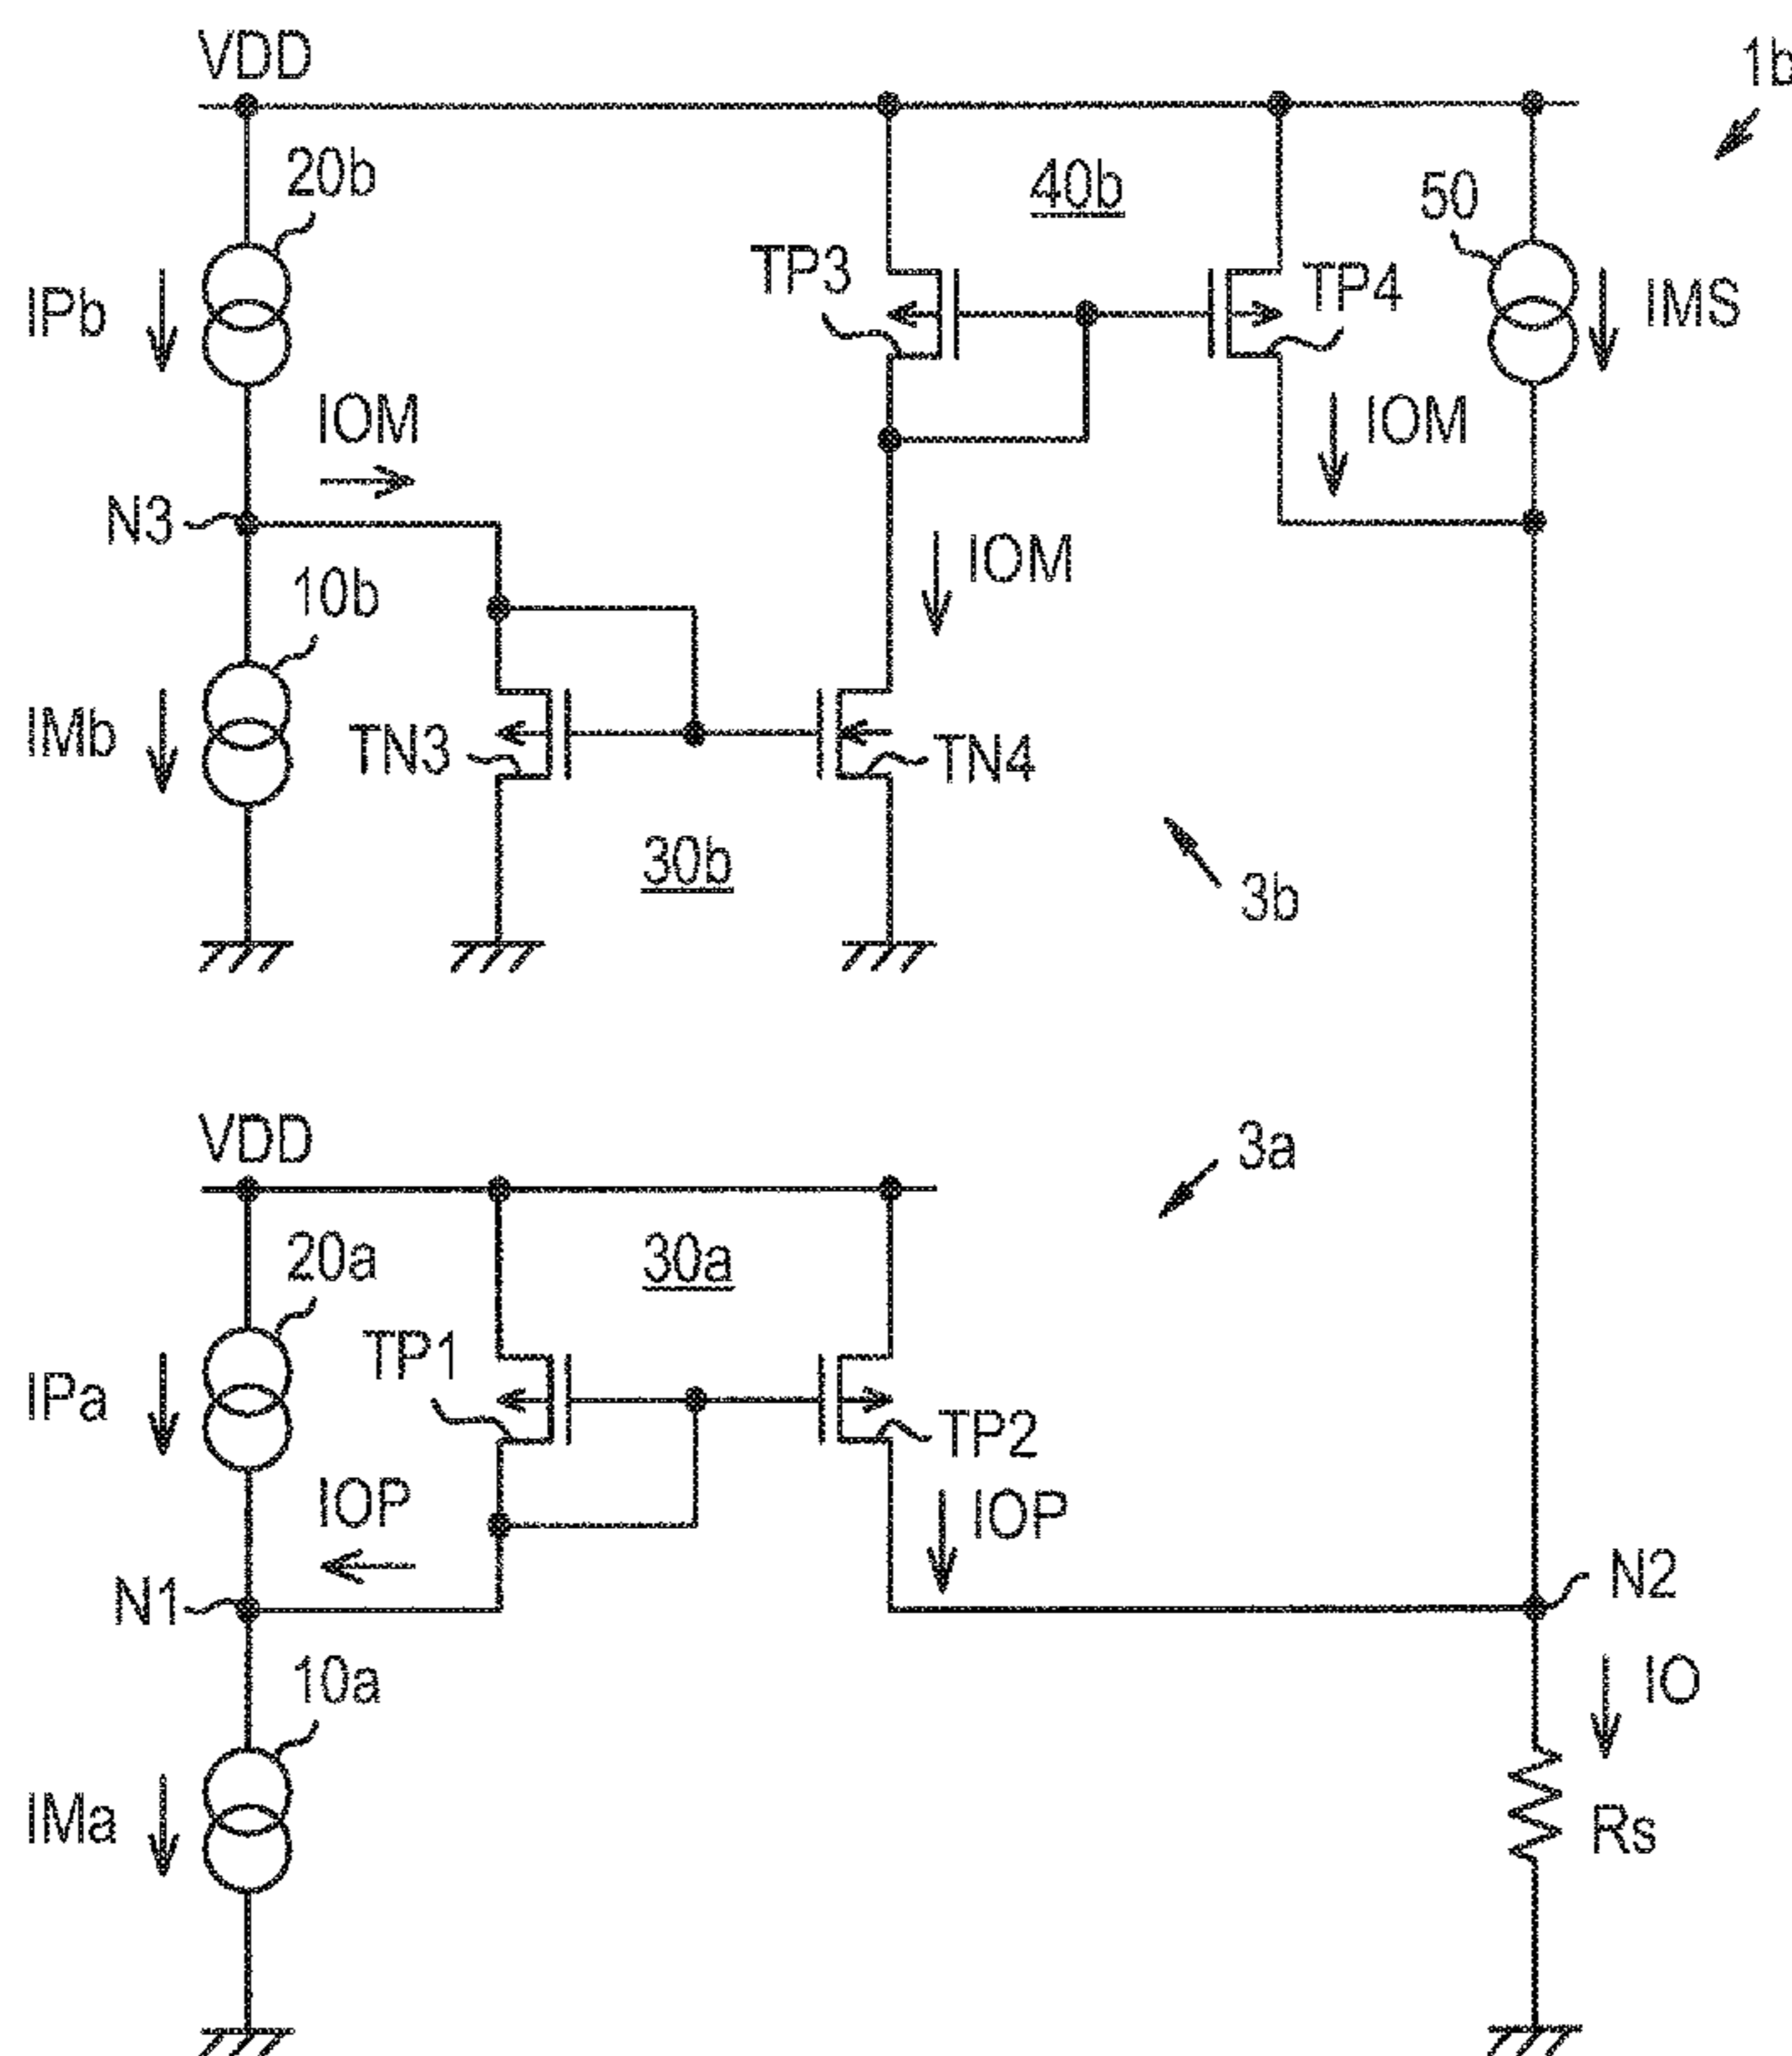 VDD
1b
20b
40b
50
TP3
TP4
IPb
IMS
IOM
IOM
N3
IOM
10b
IMb
TN3
TN4
30b
3b
VDD
3a
20a
30a
TP1
IPa
TP2
IOP
IOP
N1
N2
10a
IO
IMa
Rs